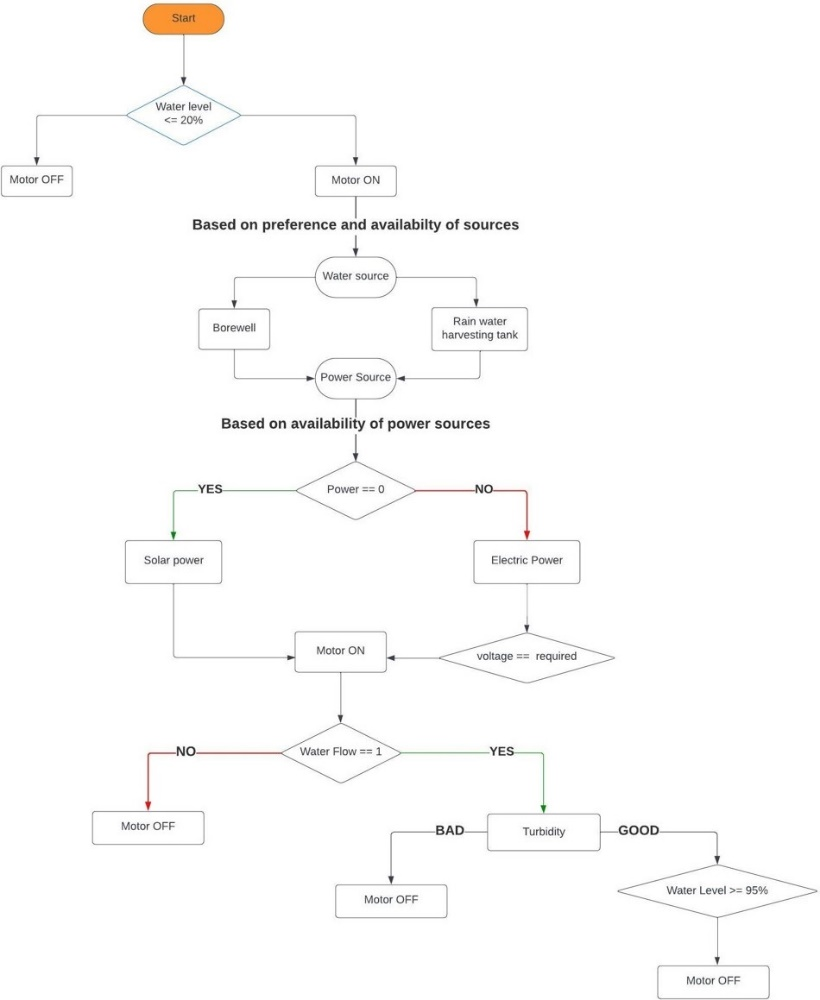 Start
Water level
<= 20%
Motor OFF
Motor ON
Based on preference and availabilty of sources
Water source
Borewell
Rain water
harvesting tank
Power Source
Based on availability of power sources
YES
Power == 0
NO
Solar power
Electric Power
Motor ON
voltage == required
NO
Water Flow == 1
YES
Motor OFF
BAD
Turbidity
GOOD
Motor OFF
Water Level >= 95%
Motor OFF